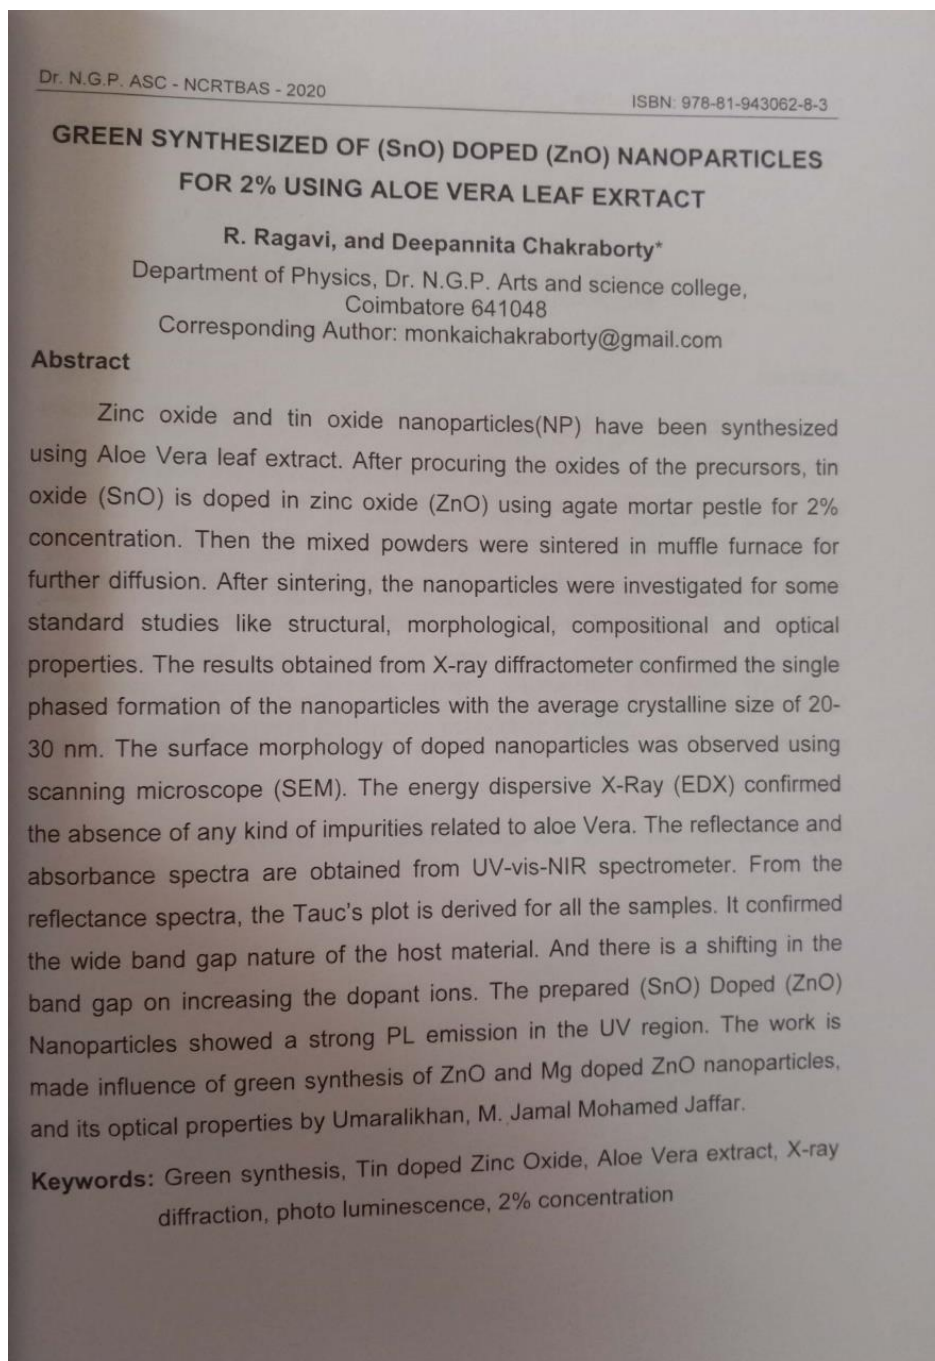 Dr. N.G.P. ASC - NCRTBAS - 2020
ISBN: 978-81-943062-8-3
GREEN SYNTHESIZED OF (SnO) DOPED (ZnO) NANOPARTICLES
FOR 2% USING ALOE VERA LEAF EXRTACT
R. Ragavi, and Deepannita Chakraborty*
Department of Physics, Dr. N.G.P. Arts and science college,
Coimbatore 641048
Corresponding Author: monkaichakraborty@gmail.com
Abstract
Zinc oxide and tin oxide nanoparticles(NP) have been synthesized
using Aloe Vera leaf extract. After procuring the oxides of the precursors, tin
oxide (SnO) is doped in zinc oxide (ZnO) using agate mortar pestle for 2%
concentration. Then the mixed powders were sintered in muffle furnace for
further diffusion. After sintering, the nanoparticles were investigated for some
standard studies like structural, morphological, compositional and optical
properties. The results obtained from X-ray diffractometer confirmed the single
phased formation of the nanoparticles with the average crystalline size of 20-
30 nm. The surface morphology of doped nanoparticles was observed using
scanning microscope (SEM). The energy dispersive X-Ray (EDX) confirmed
the absence of any kind of impurities related to aloe Vera. The reflectance and
absorbance spectra are obtained from UV-vis-NIR spectrometer. From the
reflectance spectra, the Tauc's plot is derived for all the samples. It confirmed
the wide band gap nature of the host material. And there is a shifting in the
band gap on increasing the dopant ions. The prepared (SnO) Doped (ZnO)
Nanoparticles showed a strong PL emission in the UV region. The work is
made influence of green synthesis of ZnO and Mg doped ZnO nanoparticles,
and its optical properties by Umaralikhan, M. Jamal Mohamed Jaffar.
Keywords: Green synthesis, Tin doped Zinc Oxide, Aloe Vera extract, X-ray
diffraction, photo luminescence, 2% concentration